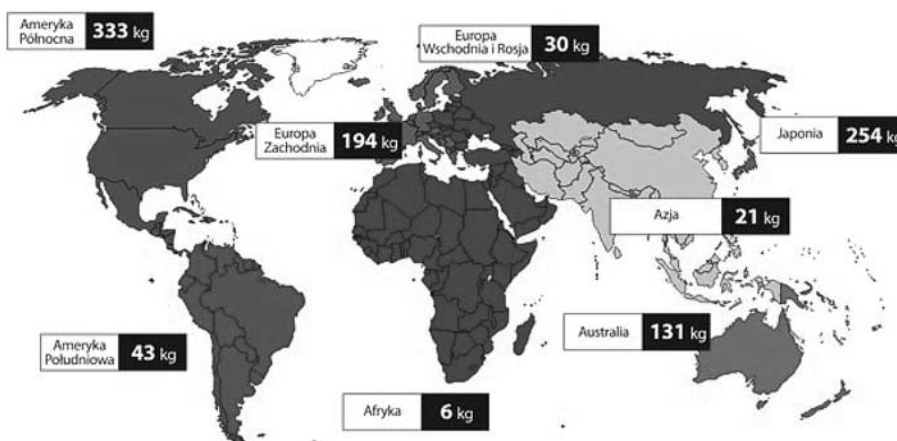 Ameryka
Północna
333 kg
Europa
Wschodnia i Rosja
30 kg
Europa
Zachodnia
194 kg
Japonia
254 kg
Azja
21 kg
Ameryka
Południowa
43 kg
Australia
131 kg
Afryka
6 kg